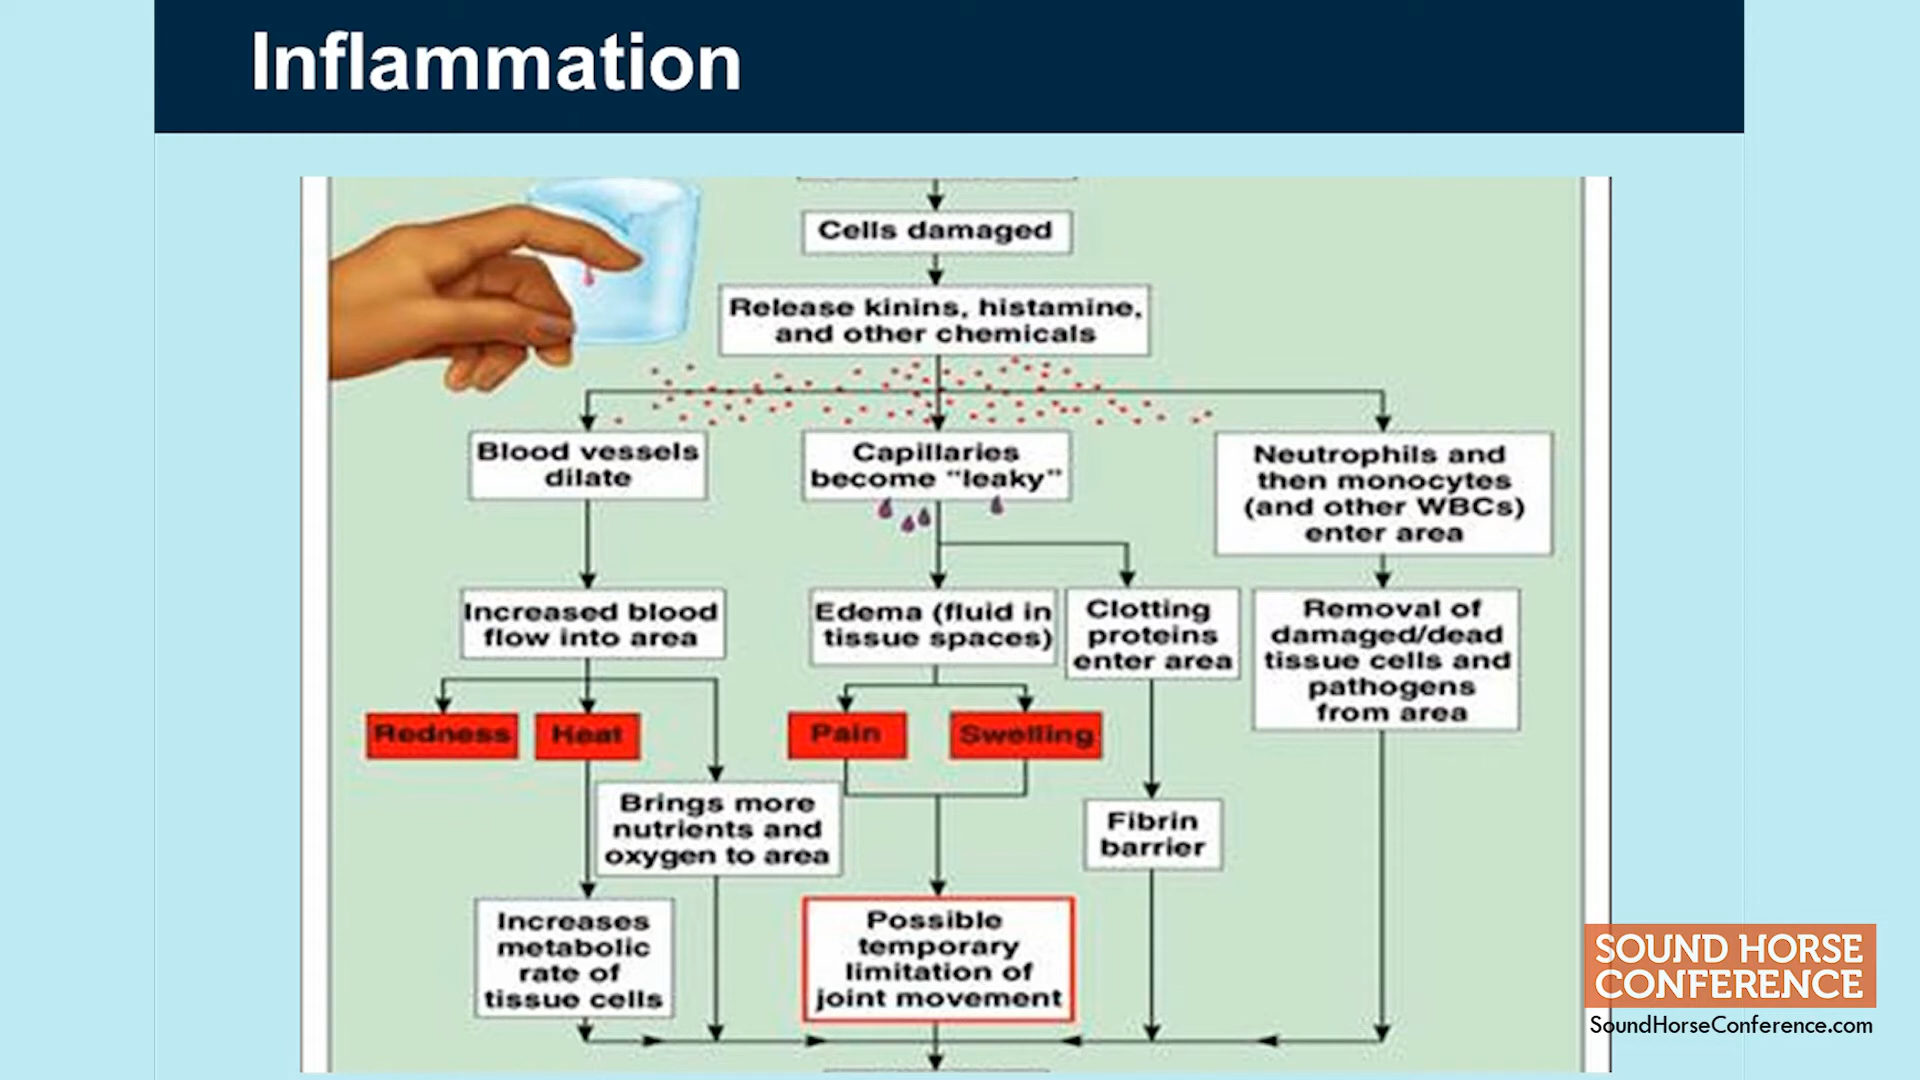 Inflammation
Cells damaged
Release kinins, histamine,
and other chemicals
Blood vessels
dilate
Capillaries
become “leaky”
Neutrophils and
then monocytes
(and other WBCs)
enter area
Increased blood
flow into area
Edema (fluid in
tissue spaces)
Clotting
proteins
enter area
Removal of
damaged/dead
tissue cells and
pathogens
from area
Redness
Heat
Pain
Swelling
Brings more
nutrients and
oxygen to area
Fibrin
barrier
Increases
metabolic
rate of
tissue cells
Possible
temporary
limitation of
joint movement
SOUND HORSE
CONFERENCE
SoundHorseConference.com